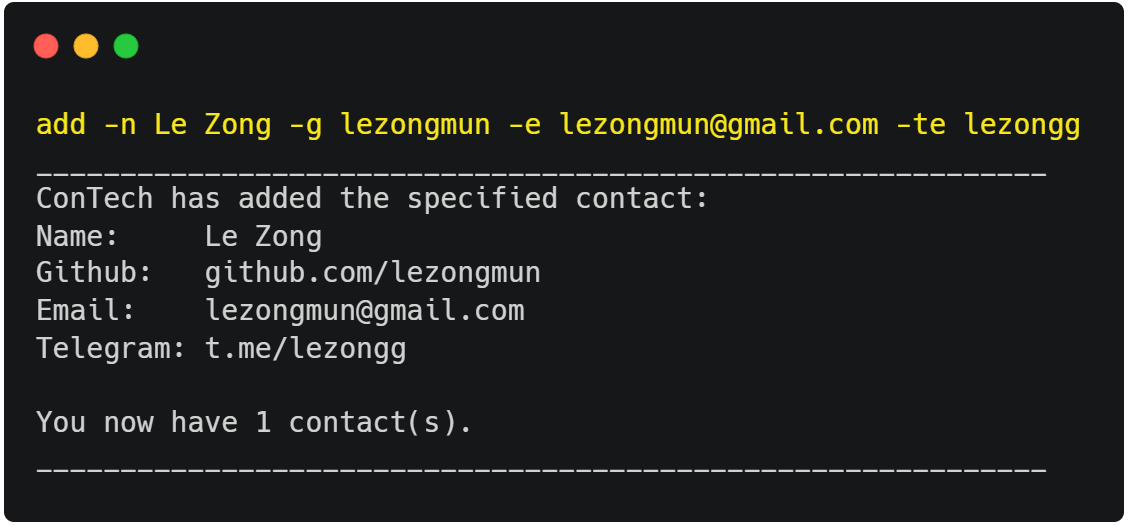 add -n Le Zong -g lezongmun -e lezongmun@gmail.com -te lezongg
____________________________________________________________
ConTech has added the specified contact:
Name:     Le Zong
Github:   github.com/lezongmun
Email:    lezongmun@gmail.com
Telegram: t.me/lezongg

You now have 1 contact(s).
____________________________________________________________